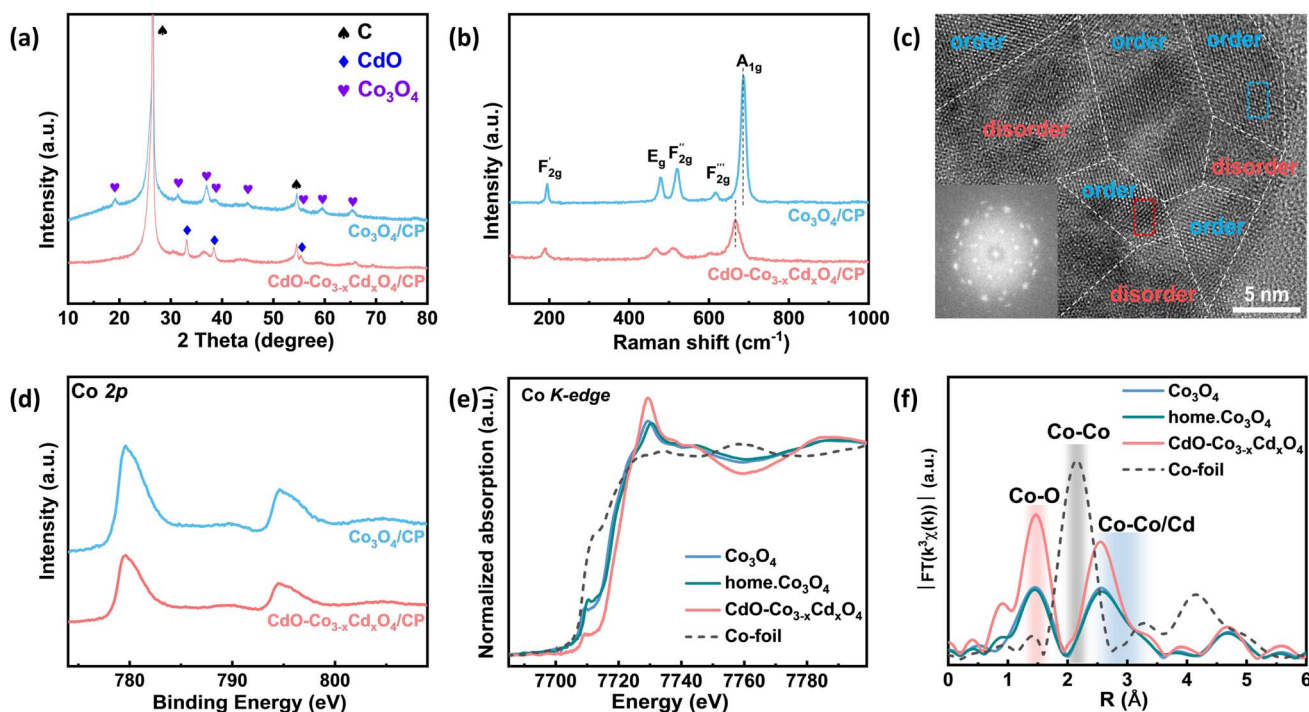 (a)
♠ C
♦ CdO
♥ Co₃O₄
Co₃O₄/CP
CdO-Co₃₋ₓCdₓO₄/CP
Intensity (a.u.)
10 20 30 40 50 60 70 80
2 Theta (degree)
(b)
A₁g
F'₂g
E_g
F''₂g
F'''₂g
Co₃O₄/CP
CdO-Co₃₋ₓCdₓO₄/CP
Intensity (a.u.)
200 400 600 800 1000
Raman shift (cm⁻¹)
(c)
order
order
order
disorder
disorder
order
order
disorder
5 nm
(d)
Co 2p
Co₃O₄/CP
CdO-Co₃₋ₓCdₓO₄/CP
Intensity (a.u.)
780 790 800
Binding Energy (eV)
(e)
Co K-edge
Co₃O₄
home.Co₃O₄
CdO-Co₃₋ₓCdₓO₄
Co-foil
Normalized absorption (a.u.)
7700 7720 7740 7760 7780
Energy (eV)
(f)
Co₃O₄
home.Co₃O₄
CdO-Co₃₋ₓCdₓO₄
Co-foil
Co-Co
Co-O
Co-Co/Cd
|FT(k³χ(k))| (a.u.)
0 1 2 3 4 5 6
R (Å)